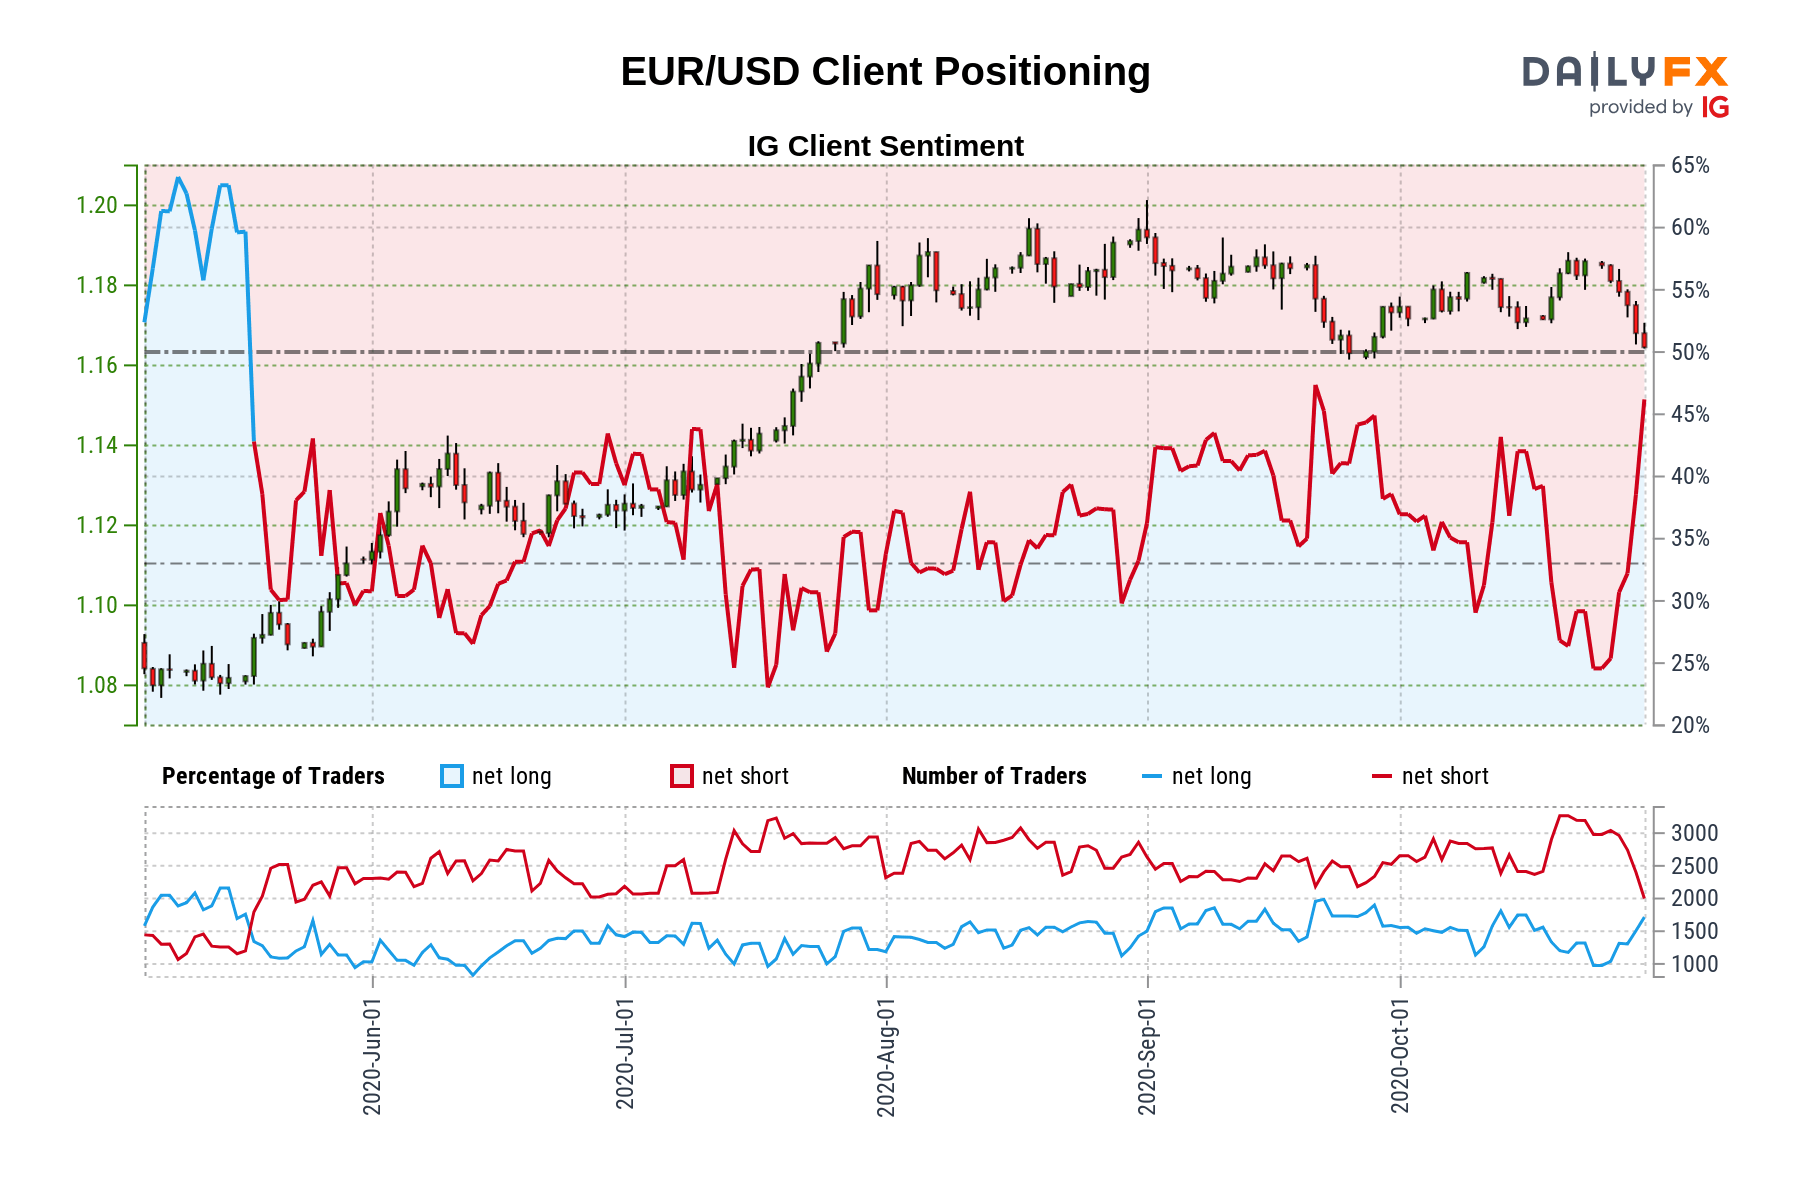 EUR/USD Client Positioning
DAILYFX
provided by IG
IG Client Sentiment
1.20
1.18
1.16
1.14
1.12
1.10
1.08
65%
60%
55%
50%
45%
40%
35%
30%
25%
20%
Percentage of Traders net long net short Number of Traders net long net short
3000
2500
2000
1500
1000
2020-Jun-01
2020-Jul-01
2020-Aug-01
2020-Sep-01
2020-Oct-01